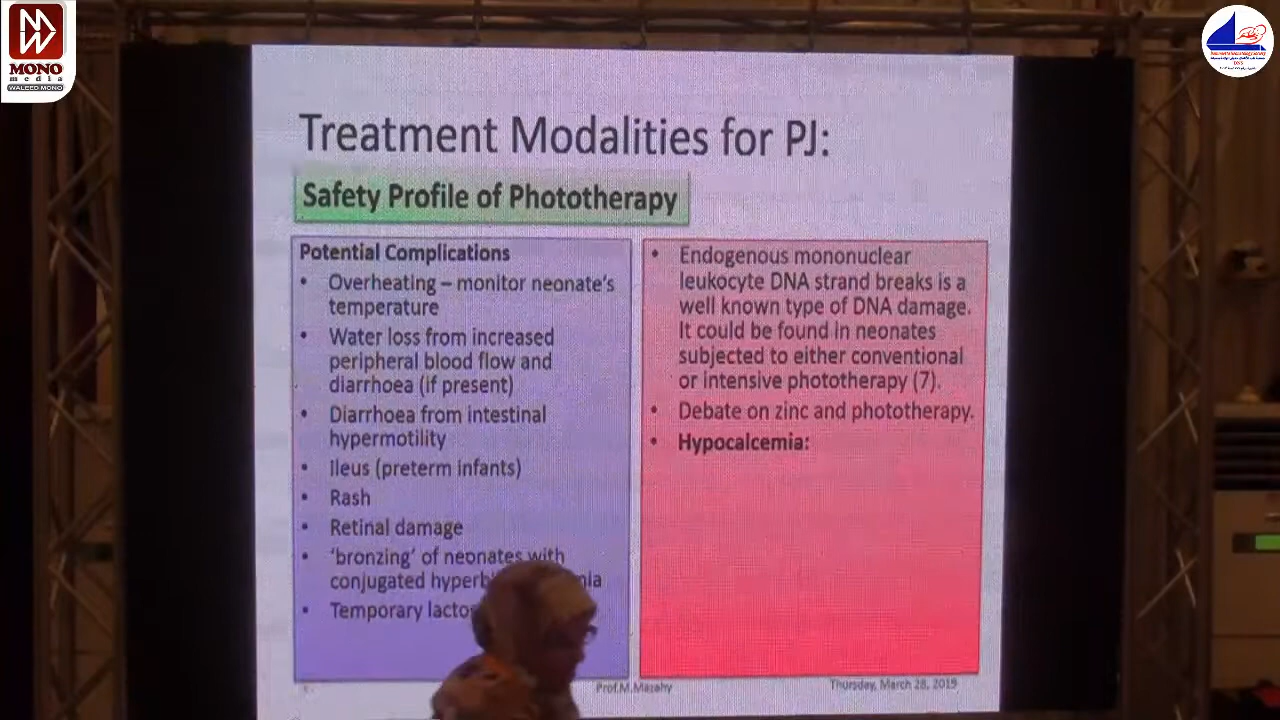 MONO
media
WALEED MONO
DNS
Treatment Modalities for PJ:
Safety Profile of Phototherapy
Potential Complications
• Overheating – monitor neonate's
temperature
• Water loss from increased
peripheral blood flow and
diarrhoea (if present)
• Diarrhoea from intestinal
hypermotility
• Ileus (preterm infants)
• Rash
• Retinal damage
• 'bronzing' of neonates with
conjugated
• Temporary
• Endogenous mononuclear
leukocyte DNA strand breaks is a
well known type of DNA damage.
It could be found in neonates
subjected to either conventional
or intensive phototherapy (7).
• Debate on zinc and phototherapy.
• Hypocalcemia:
Prof.M.Mazahy
Thursday, March 28, 2019